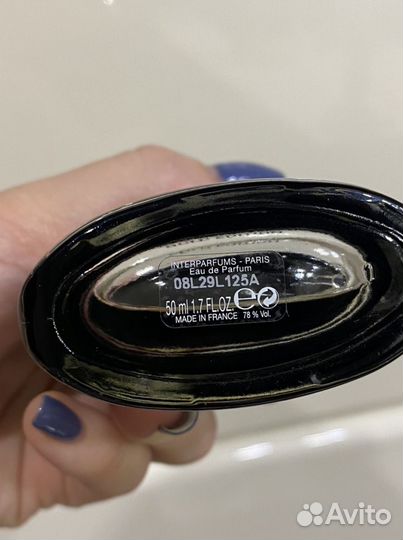 INTERPARFUMS - PARIS
Eau de Parfum
08L29L125A
50 ml 1.7 FL.OZ. e
MADE IN FRANCE 78 % Vol.
Avito